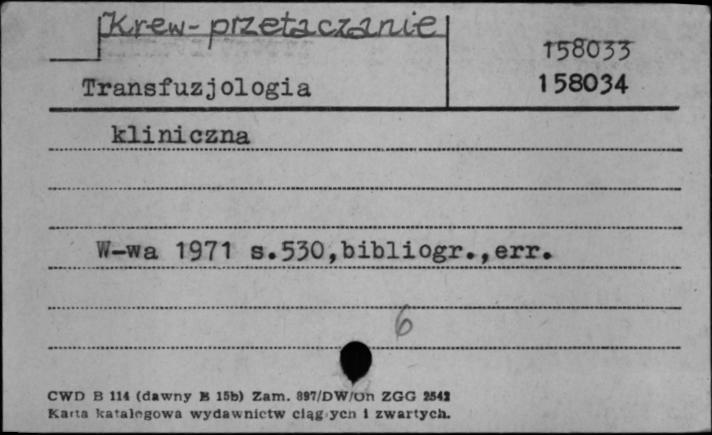 Krew-przetaczanie
158033
Transfuzjologia
158034
kliniczna
W-wa 1971 s.530,bibliogr.,err.
6
CWD B 114 (dawny B 15b) Zam. 897/DW/On ZGG 2542
Karta katalogowa wydawnictw ciągłych i zwartych.